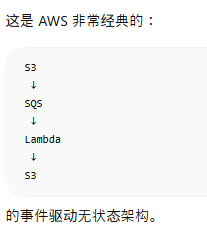 这是 AWS 非常经典的：
S3
↓
SQS
↓
Lambda
↓
S3
的事件驱动无状态架构。